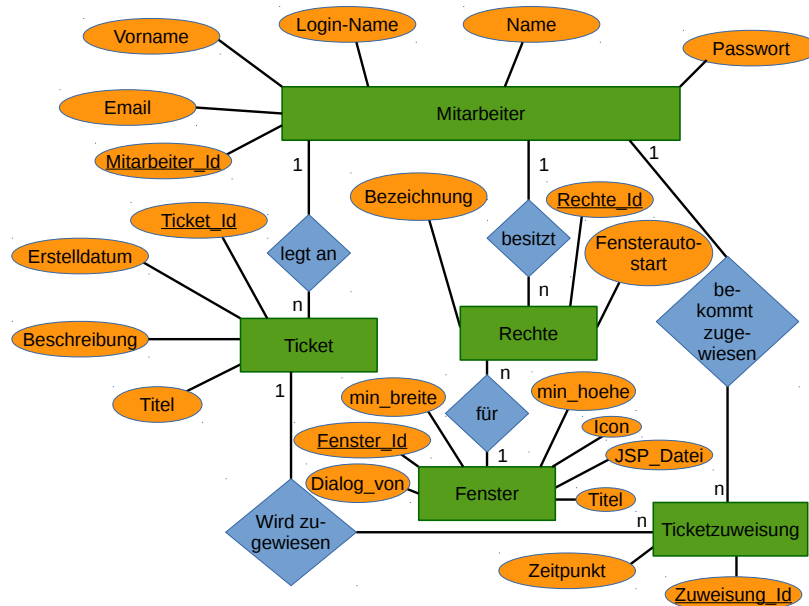 Login-Name
Name
Vorname
Passwort
Email
Mitarbeiter
Mitarbeiter_Id
1
1
1
Bezeichnung
Rechte_Id
Ticket_Id
legt an
besitzt
Fensterauto-
start
Erstelldatum
be-
kommt
zuge-
wiesen
n
n
Beschreibung
Ticket
Rechte
Titel
1
n
min_breite
für
min_hoehe
Fenster_Id
Icon
1
JSP_Datei
Dialog_von
Fenster
Titel
n
Wird zu-
gewiesen
n
Ticketzuweisung
Zeitpunkt
Zuweisung_Id